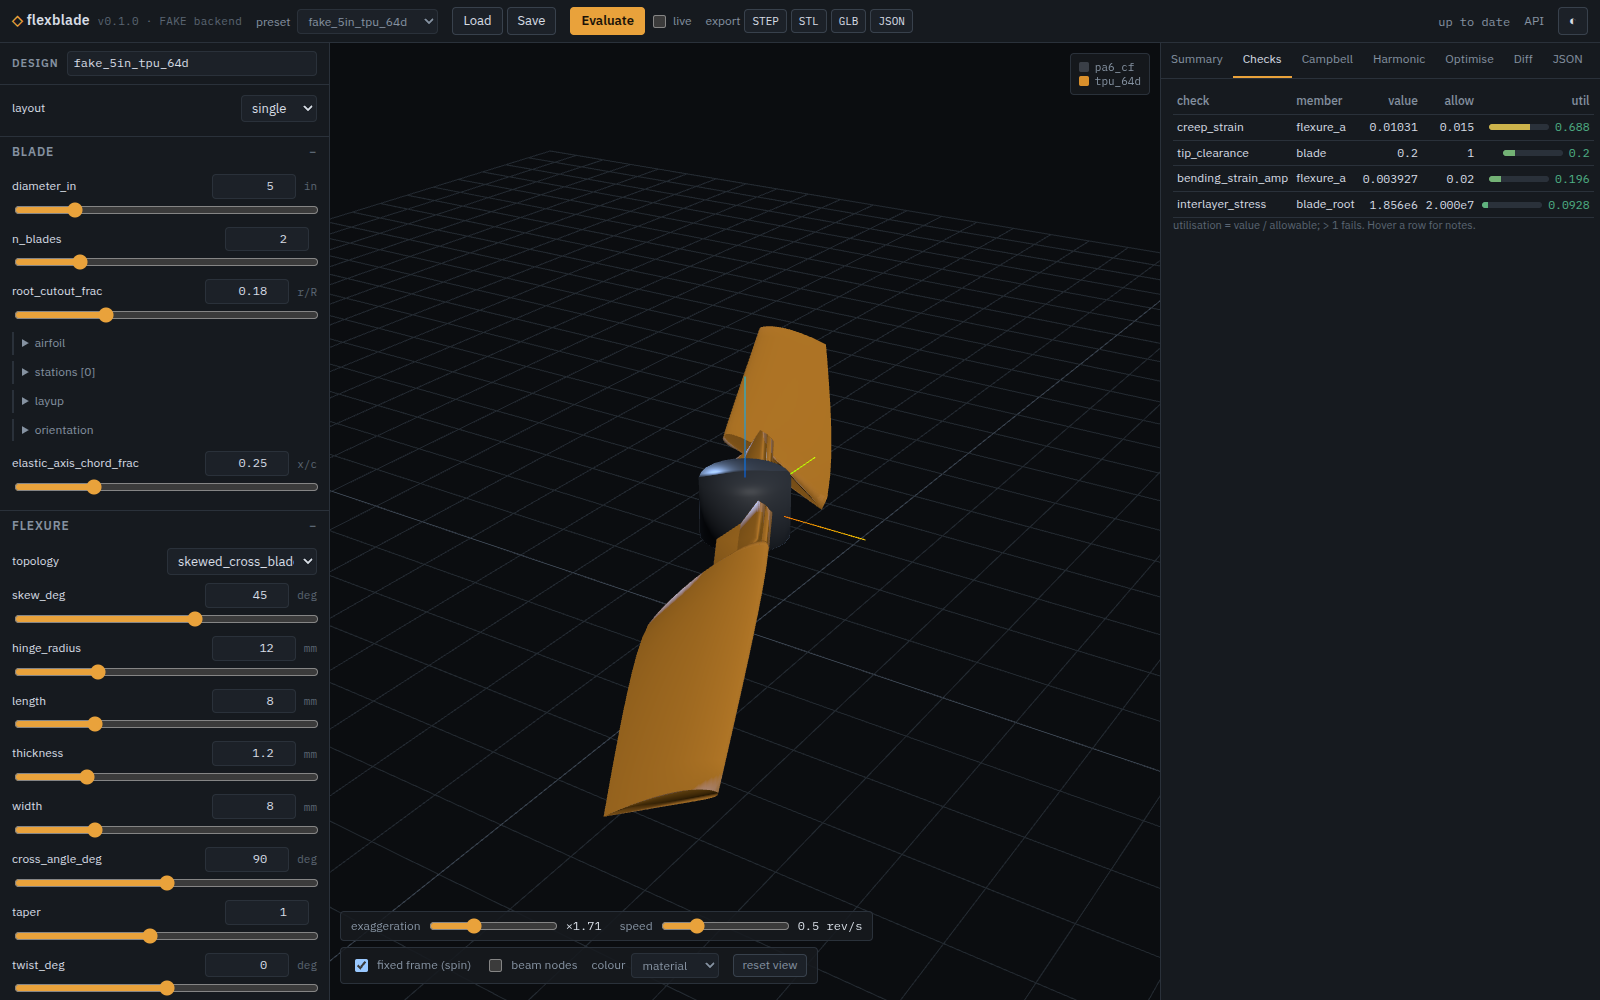 ◇ flexblade v0.1.0 · FAKE backend preset fake_5in_tpu_64d Load Save Evaluate live export STEP STL GLB JSON up to date API
DESIGN fake_5in_tpu_64d
layout single
BLADE −
diameter_in 5 in
n_blades 2
root_cutout_frac 0.18 r/R
▶ airfoil
▶ stations [0]
▶ layup
▶ orientation
elastic_axis_chord_frac 0.25 x/c
FLEXURE −
topology skewed_cross_blad
skew_deg 45 deg
hinge_radius 12 mm
length 8 mm
thickness 1.2 mm
width 8 mm
cross_angle_deg 90 deg
taper 1
twist_deg 0 deg
pa6_cf
tpu_64d
exaggeration ×1.71 speed 0.5 rev/s
fixed frame (spin) beam nodes colour material reset view
Summary Checks Campbell Harmonic Optimise Diff JSON
check member value allow util
creep_strain flexure_a 0.01031 0.015 0.688
tip_clearance blade 0.2 1 0.2
bending_strain_amp flexure_a 0.003927 0.02 0.196
interlayer_stress blade_root 1.856e6 2.000e7 0.0928
utilisation = value / allowable; > 1 fails. Hover a row for notes.